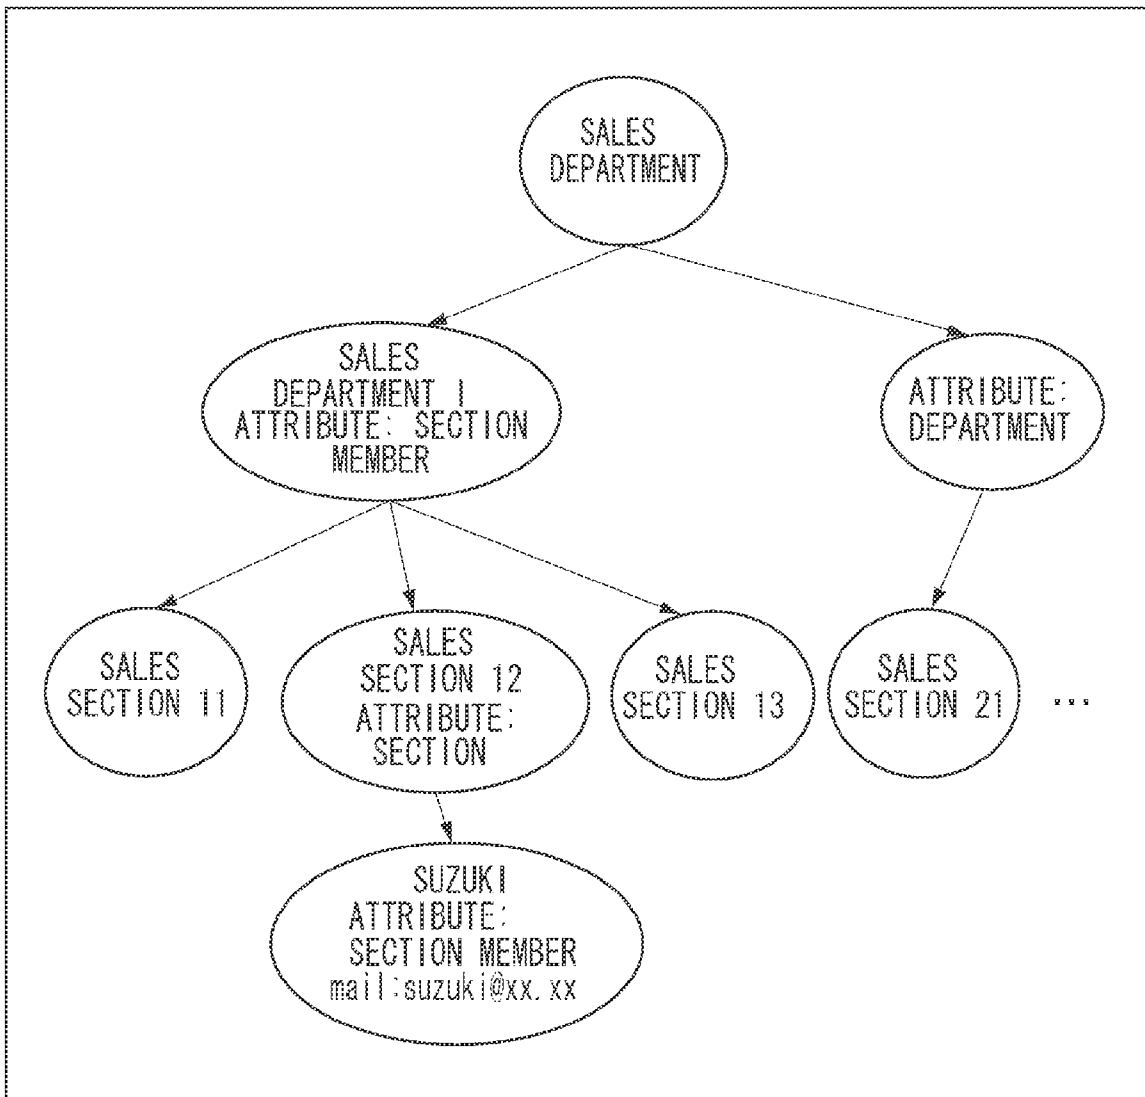 SALES
DEPARTMENT
SALES
DEPARTMENT I
ATTRIBUTE: SECTION
MEMBER
ATTRIBUTE:
DEPARTMENT
SALES
SECTION 11
SALES
SECTION 12
ATTRIBUTE:
SECTION
SALES
SECTION 13
SALES
SECTION 21
...
SUZUKI
ATTRIBUTE:
SECTION MEMBER
mail:suzuki@xx.xx